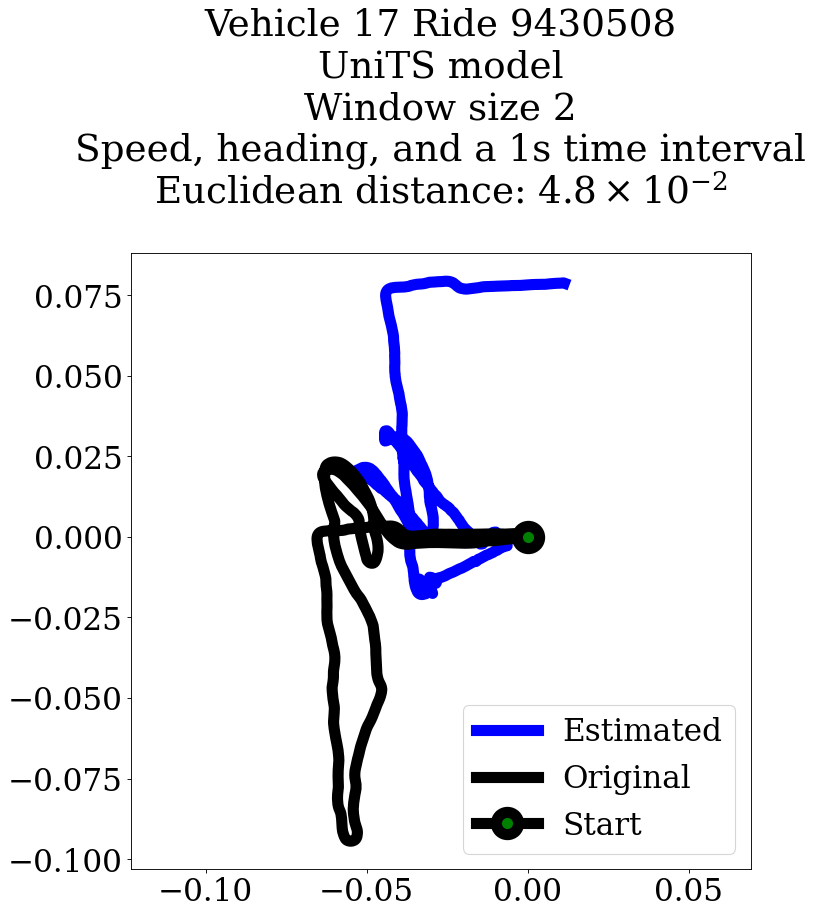 Vehicle 17 Ride 9430508
UniTS model
Window size 2
Speed, heading, and a 1s time interval
Euclidean distance: 4.8 × 10⁻²
0.075
0.050
0.025
0.000
−0.025
−0.050
−0.075
−0.100
−0.10 −0.05 0.00 0.05
Estimated
Original
Start